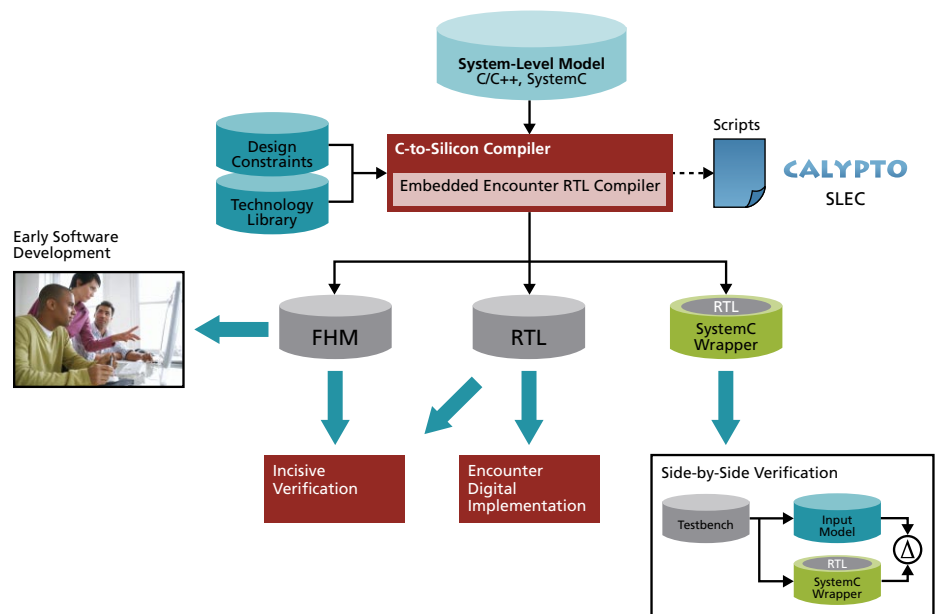 System-Level Model
C/C++, SystemC
Design
Constraints
Technology
Library
C-to-Silicon Compiler
Embedded Encounter RTL Compiler
Scripts
CALYPTO
SLEC
Early Software
Development
FHM
RTL
RTL
SystemC
Wrapper
Incisive
Verification
Encounter
Digital
Implementation
Side-by-Side Verification
Testbench
Input
Model
Δ
RTL
SystemC
Wrapper